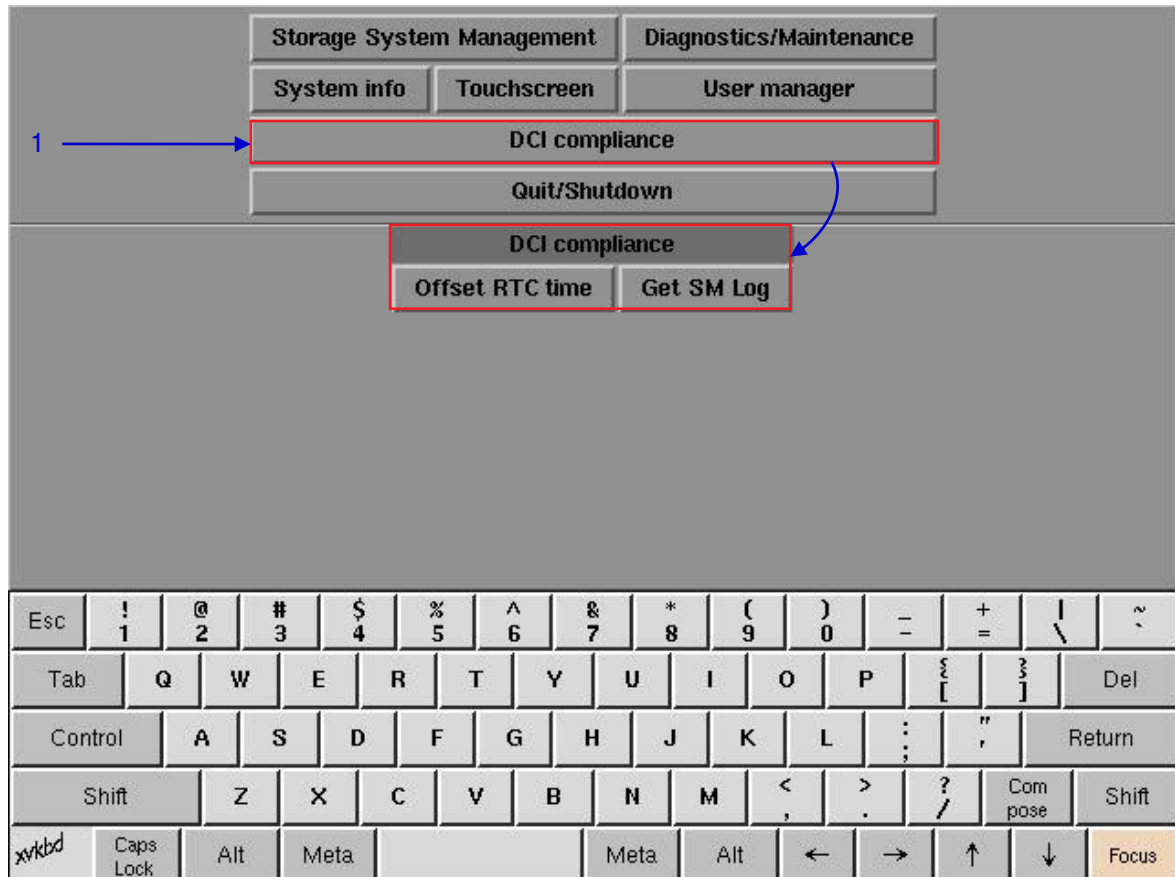 Storage System Management Diagnostics/Maintenance
System info Touchscreen User manager
1 DCI compliance
Quit/Shutdown
DCI compliance
Offset RTC time Get SM Log
Esc ! 1 @ 2 # 3 $ 4 % 5 ^ 6 & 7 * 8 ( 9 ) 0 _ - + = | \ ~ `
Tab Q W E R T Y U I O P { [ } ] Del
Control A S D F G H J K L : ; " ' Return
Shift Z X C V B N M < , > . ? / Com pose Shift
xvkbd Caps Lock Alt Meta Meta Alt ← → ↑ ↓ Focus